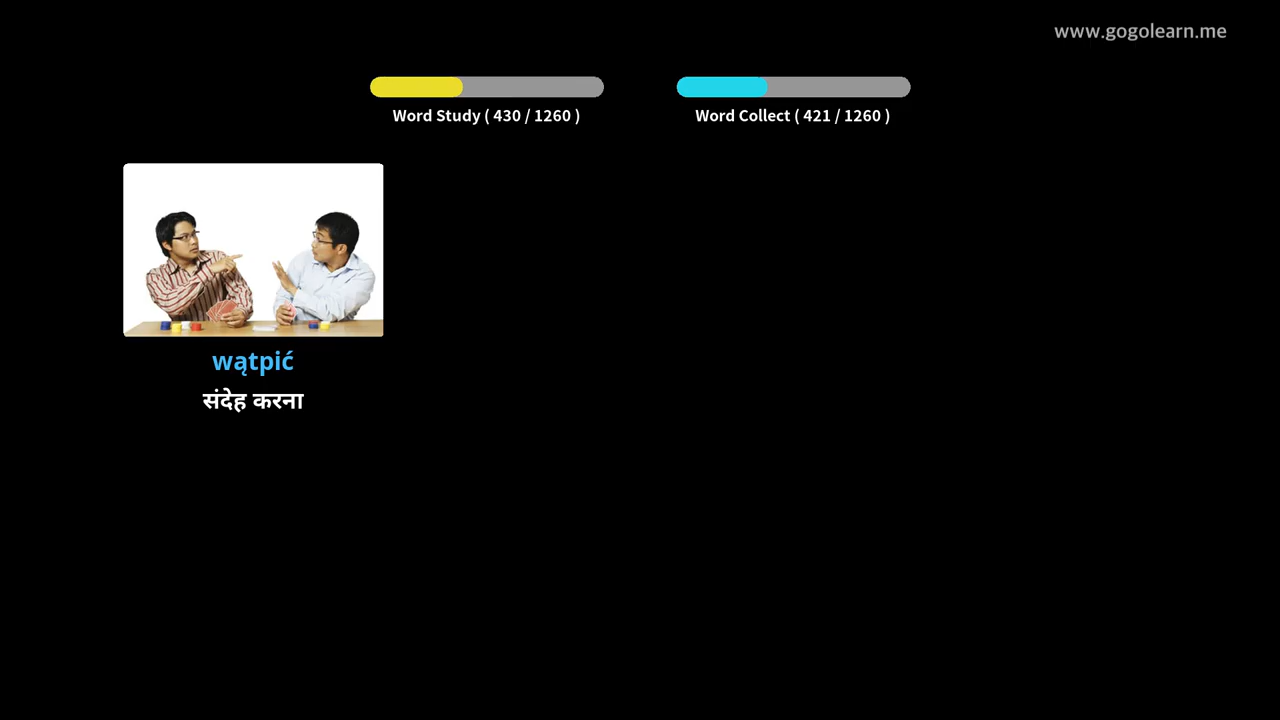 www.gogolearn.me
Word Study ( 430 / 1260 )
Word Collect ( 421 / 1260 )
wątpić
संदेह करना